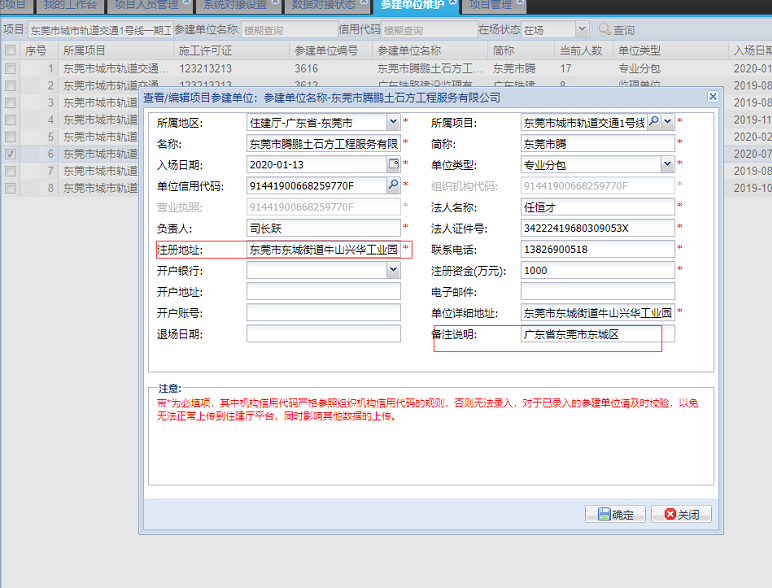 的项目 我的工作台 项目人员管理 系统对接设置 数据对接状态 参建单位维护 项目管理
项目: 东莞市城市轨道交通1号线一期工 参建单位名称: 模糊查询 信用代码 模糊查询 在场状态 在场 查询
序号 所属项目 施工许可证 参建单位编号 参建单位名称 简称 当前人数 单位类型 入场日期
1 东莞市城市轨道交通... 123213213 3616 东莞市腾鹏土石方工... 东莞市腾 17 专业分包 2020-01
2 东莞市城市轨道交通... 2019-08
3 东莞市城市轨道 2019-08
4 东莞市城市轨道 2019-11
5 东莞市城市轨道 2020-02
6 东莞市城市轨道 2020-07
7 东莞市城市轨道 2019-08
8 东莞市城市轨道 2019-10
查看/编辑项目参建单位: 参建单位名称-东莞市腾鹏土石方工程服务有限公司
所属地区: 住建厅-广东省-东莞市 * 所属项目: 东莞市城市轨道交通1号线 *
名称: 东莞市腾鹏土石方工程服务有限 * 简称: 东莞市腾 *
入场日期: 2020-01-13 * 单位类型: 专业分包 *
单位信用代码: 91441900668259770F * 组织机构代码: 91441900668259770F *
营业执照: 91441900668259770F * 法人名称: 任恒才 *
负责人: 司长跃 * 法人证件号: 34222419680309053X *
注册地址: 东莞市东城街道牛山兴华工业园 * 联系电话: 13826900518 *
开户银行: 注册资金(万元): 1000 *
开户地址: 电子邮件:
开户账号: 单位详细地址: 东莞市东城街道牛山兴华工业园 *
退场日期: 备注说明: 广东省东莞市东城区
注意:
带*为必填项，其中机构信用代码严格参照组织机构信用代码的规则，否则无法录入，对于已录入的参建单位请及时校验，以免
无法正常上传到住建厅平台，同时影响其他数据的上传。
确定 关闭